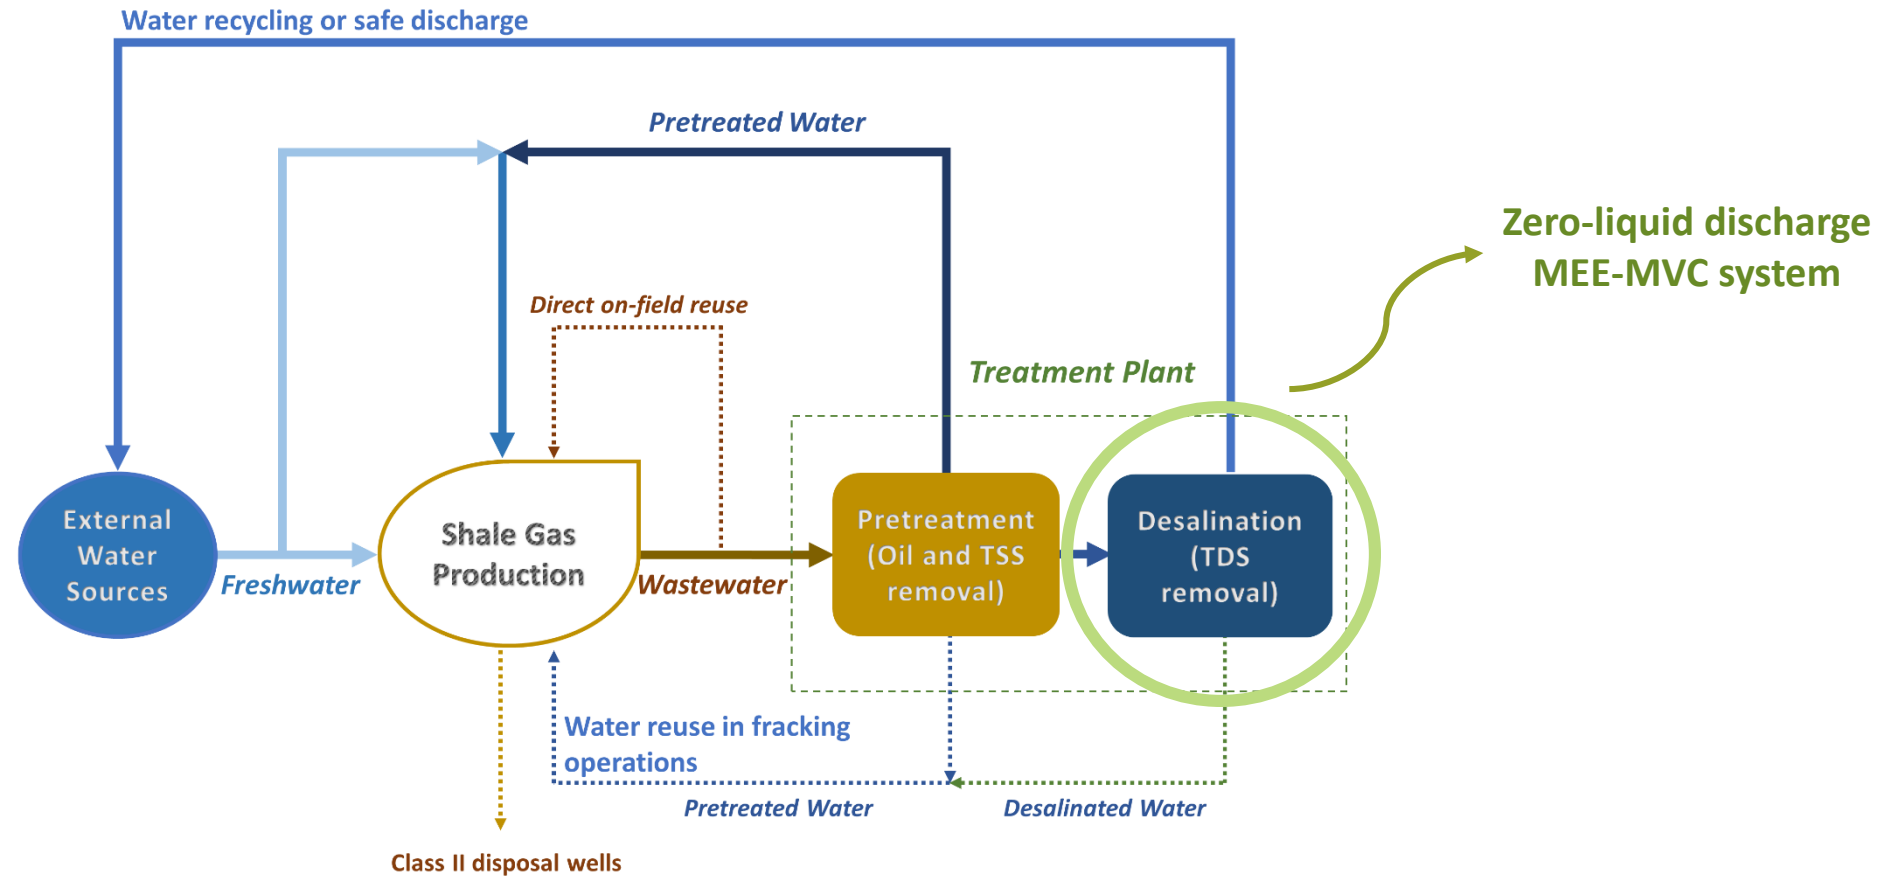 Water recycling or safe discharge
Pretreated Water
Zero-liquid discharge
MEE-MVC system
Direct on-field reuse
Treatment Plant
External
Water
Sources
Freshwater
Shale Gas
Production
Wastewater
Pretreatment
(Oil and TSS
removal)
Desalination
(TDS
removal)
Water reuse in fracking
operations
Pretreated Water
Desalinated Water
Class II disposal wells